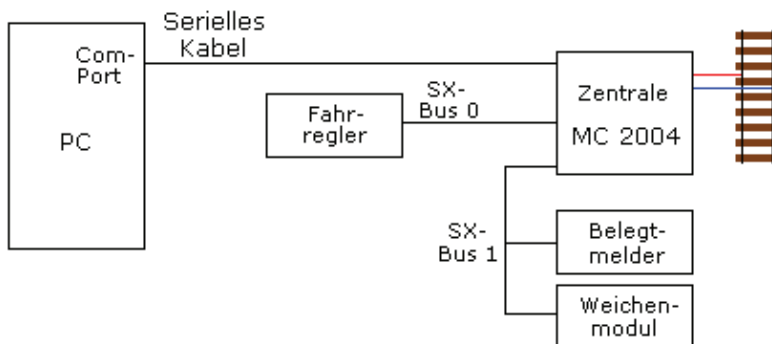 Serielles
Kabel
Com-
Port
PC
SX-
Bus 0
Fahr-
regler
Zentrale
MC 2004
SX-
Bus 1
Belegt-
melder
Weichen-
modul